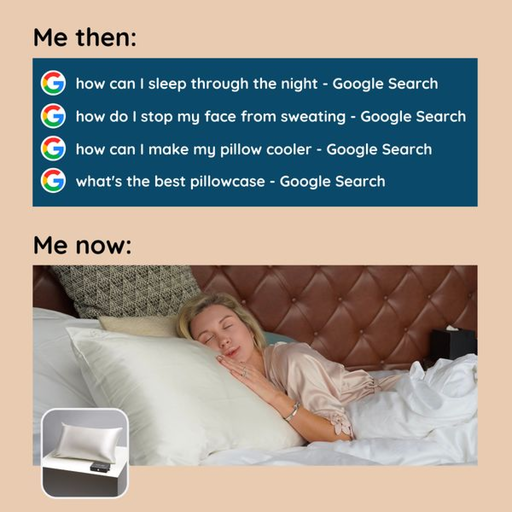 Me then:
how can I sleep through the night - Google Search
how do I stop my face from sweating - Google Search
how can I make my pillow cooler - Google Search
what's the best pillowcase - Google Search
Me now: